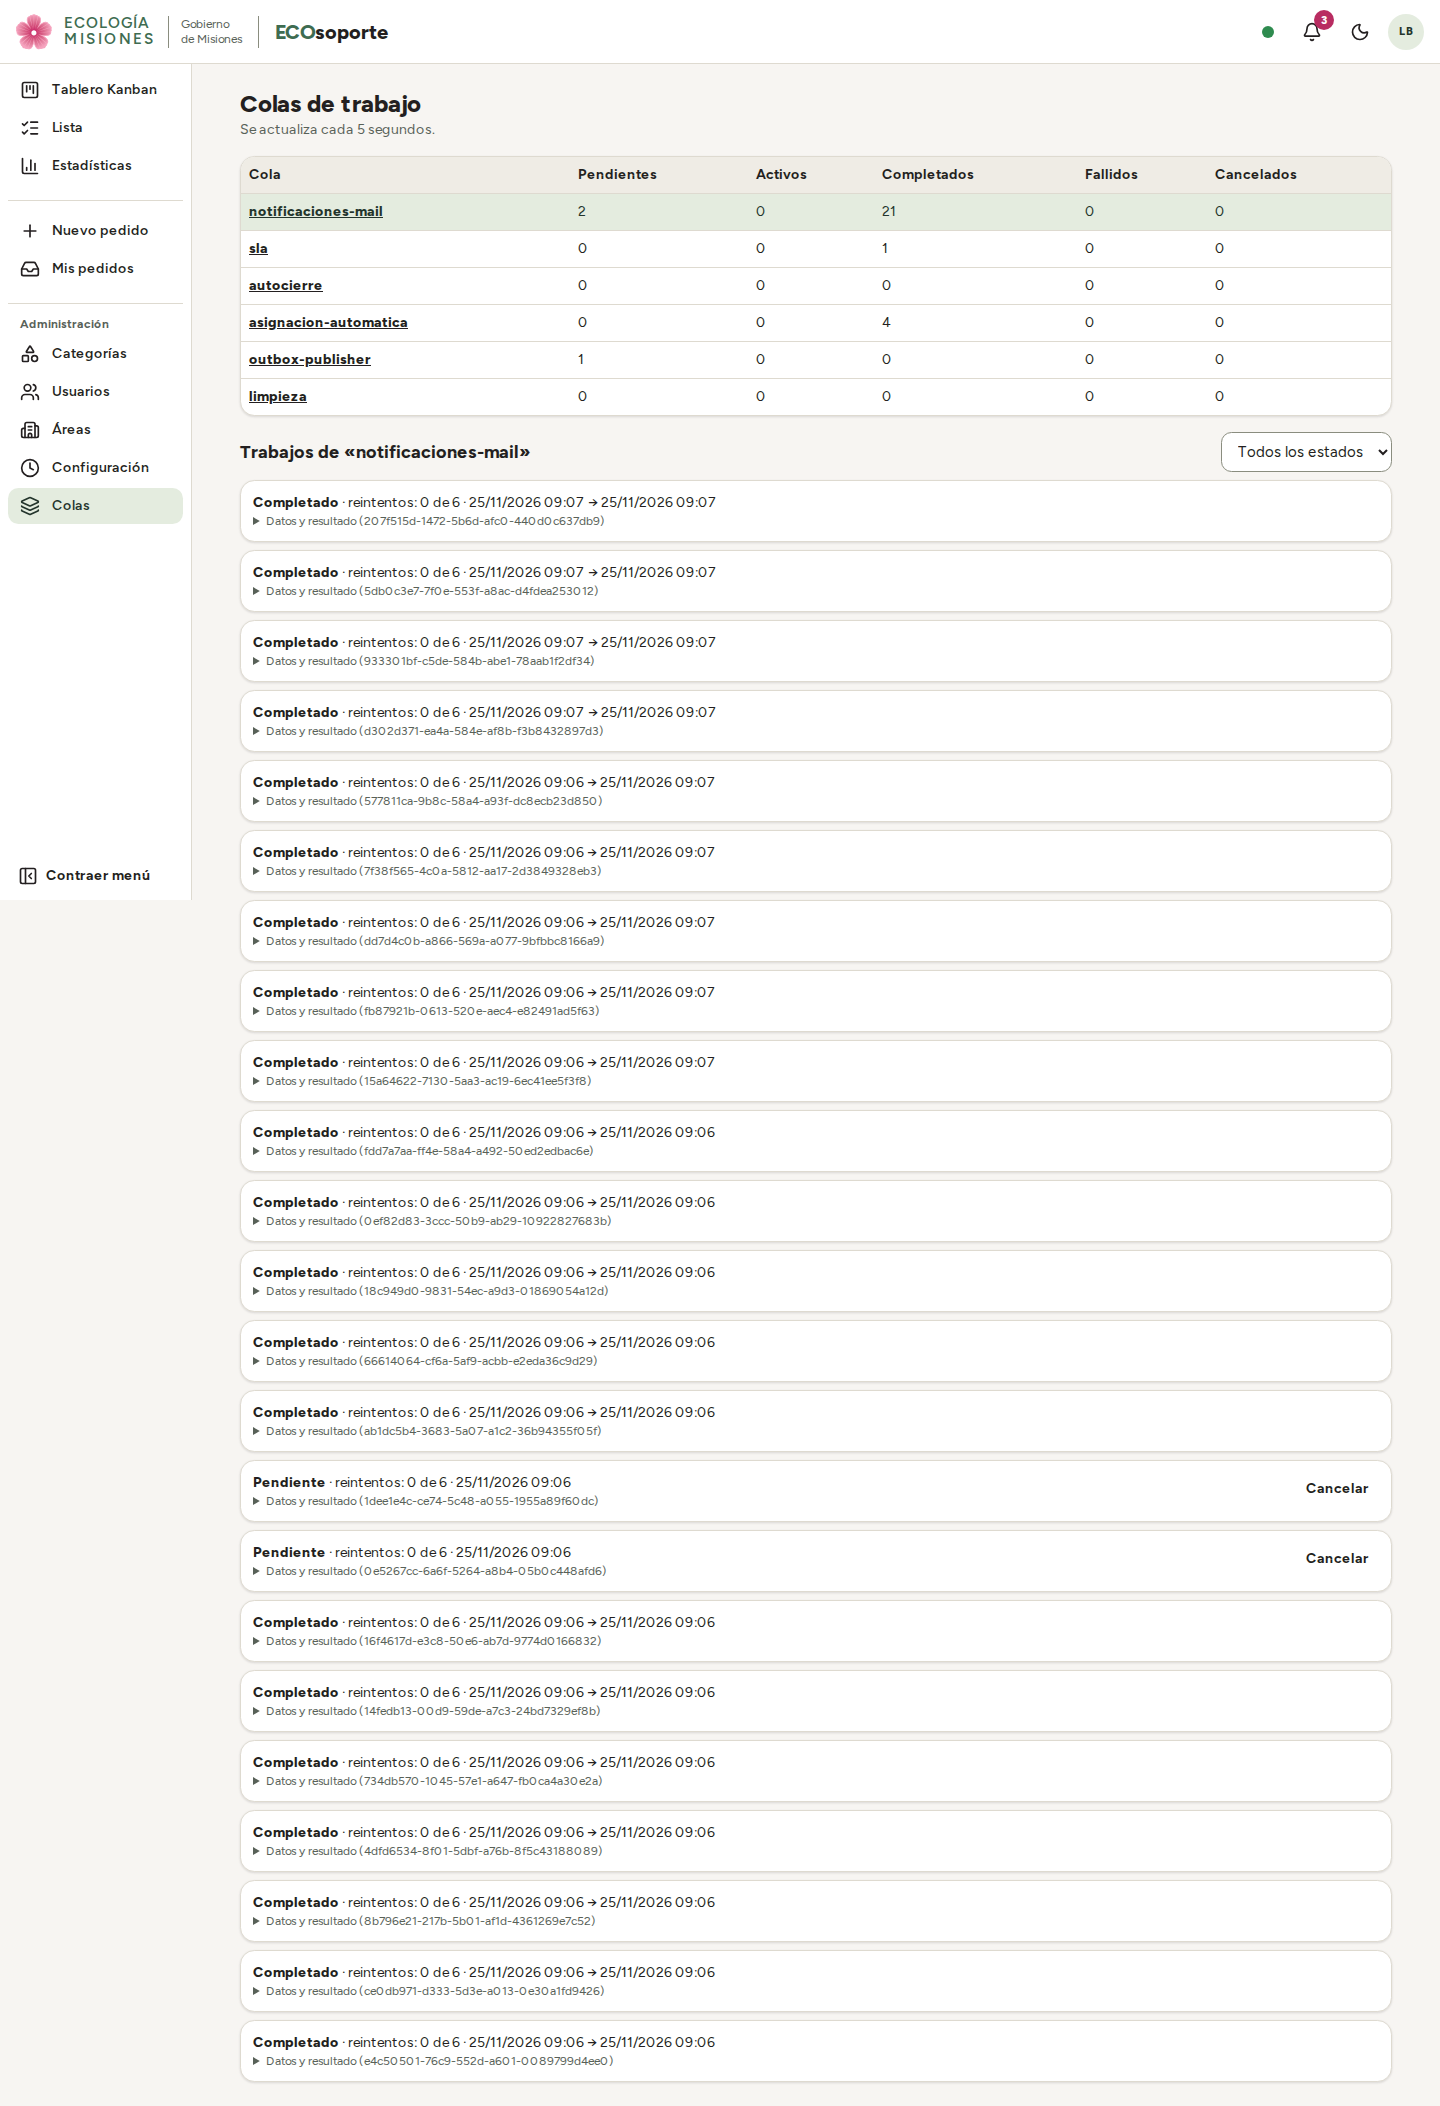 ECOLOGÍA
MISIONES
Gobierno
de Misiones
ECOsoporte
3
LB
Tablero Kanban
Lista
Estadísticas
Nuevo pedido
Mis pedidos
Administración
Categorías
Usuarios
Áreas
Configuración
Colas
Contraer menú
Colas de trabajo
Se actualiza cada 5 segundos.
Cola Pendientes Activos Completados Fallidos Cancelados
notificaciones-mail 2 0 21 0 0
sla 0 0 1 0 0
autocierre 0 0 0 0 0
asignacion-automatica 0 0 4 0 0
outbox-publisher 1 0 0 0 0
limpieza 0 0 0 0 0
Trabajos de «notificaciones-mail»
Todos los estados
Completado · reintentos: 0 de 6 · 25/11/2026 09:07 → 25/11/2026 09:07
Datos y resultado (207f515d-1472-5b6d-afc0-440d0c637db9)
Completado · reintentos: 0 de 6 · 25/11/2026 09:07 → 25/11/2026 09:07
Datos y resultado (5db0c3e7-7f0e-553f-a8ac-d4fdea253012)
Completado · reintentos: 0 de 6 · 25/11/2026 09:07 → 25/11/2026 09:07
Datos y resultado (933301bf-c5de-584b-abe1-78aab1f2df34)
Completado · reintentos: 0 de 6 · 25/11/2026 09:07 → 25/11/2026 09:07
Datos y resultado (d302d371-ea4a-584e-af8b-f3b8432897d3)
Completado · reintentos: 0 de 6 · 25/11/2026 09:06 → 25/11/2026 09:07
Datos y resultado (577811ca-9b8c-58a4-a93f-dc8ecb23d850)
Completado · reintentos: 0 de 6 · 25/11/2026 09:06 → 25/11/2026 09:07
Datos y resultado (7f38f565-4c0a-5812-aa17-2d3849328eb3)
Completado · reintentos: 0 de 6 · 25/11/2026 09:06 → 25/11/2026 09:07
Datos y resultado (dd7d4c0b-a866-569a-a077-9bfbbc8166a9)
Completado · reintentos: 0 de 6 · 25/11/2026 09:06 → 25/11/2026 09:07
Datos y resultado (fb87921b-0613-520e-aec4-e82491ad5f63)
Completado · reintentos: 0 de 6 · 25/11/2026 09:06 → 25/11/2026 09:07
Datos y resultado (15a64622-7130-5aa3-ac19-6ec41ee5f3f8)
Completado · reintentos: 0 de 6 · 25/11/2026 09:06 → 25/11/2026 09:06
Datos y resultado (fdd7a7aa-ff4e-58a4-a492-50ed2edbac6e)
Completado · reintentos: 0 de 6 · 25/11/2026 09:06 → 25/11/2026 09:06
Datos y resultado (0ef82d83-3ccc-50b9-ab29-10922827683b)
Completado · reintentos: 0 de 6 · 25/11/2026 09:06 → 25/11/2026 09:06
Datos y resultado (18c949d0-9831-54ec-a9d3-01869054a12d)
Completado · reintentos: 0 de 6 · 25/11/2026 09:06 → 25/11/2026 09:06
Datos y resultado (66614064-cf6a-5af9-acbb-e2eda36c9d29)
Completado · reintentos: 0 de 6 · 25/11/2026 09:06 → 25/11/2026 09:06
Datos y resultado (ab1dc5b4-3683-5a07-a1c2-36b94355f05f)
Pendiente · reintentos: 0 de 6 · 25/11/2026 09:06
Cancelar
Datos y resultado (1dee1e4c-ce74-5c48-a055-1955a89f60dc)
Pendiente · reintentos: 0 de 6 · 25/11/2026 09:06
Cancelar
Datos y resultado (0e5267cc-6a6f-5264-a8b4-05b0c448afd6)
Completado · reintentos: 0 de 6 · 25/11/2026 09:06 → 25/11/2026 09:06
Datos y resultado (16f4617d-e3c8-50e6-ab7d-9774d0166832)
Completado · reintentos: 0 de 6 · 25/11/2026 09:06 → 25/11/2026 09:06
Datos y resultado (14fedb13-00d9-59de-a7c3-24bd7329ef8b)
Completado · reintentos: 0 de 6 · 25/11/2026 09:06 → 25/11/2026 09:06
Datos y resultado (734db570-1045-57e1-a647-fb0ca4a30e2a)
Completado · reintentos: 0 de 6 · 25/11/2026 09:06 → 25/11/2026 09:06
Datos y resultado (4dfd6534-8f01-5dbf-a76b-8f5c43188089)
Completado · reintentos: 0 de 6 · 25/11/2026 09:06 → 25/11/2026 09:06
Datos y resultado (8b796e21-217b-5b01-af1d-4361269e7c52)
Completado · reintentos: 0 de 6 · 25/11/2026 09:06 → 25/11/2026 09:06
Datos y resultado (ce0db971-d333-5d3e-a013-0e30a1fd9426)
Completado · reintentos: 0 de 6 · 25/11/2026 09:06 → 25/11/2026 09:06
Datos y resultado (e4c50501-76c9-552d-a601-0089799d4ee0)